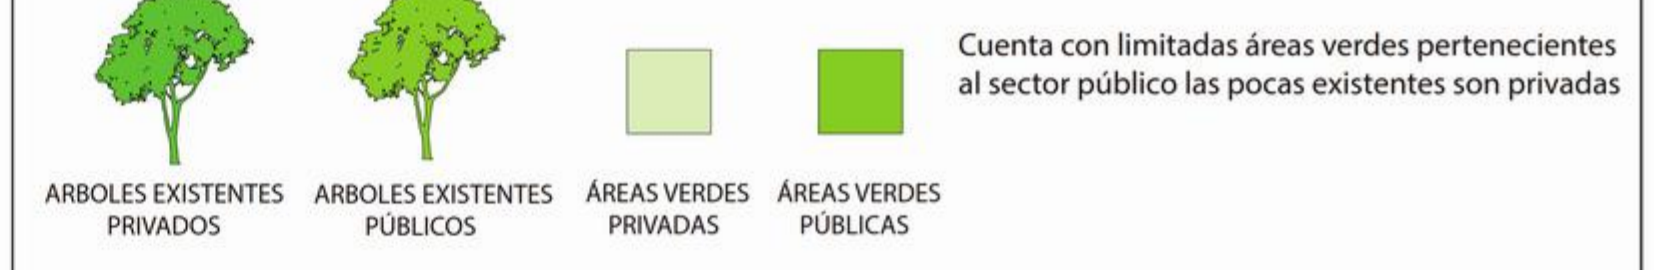 Cuenta con limitadas áreas verdes pertenecientes
al sector público las pocas existentes son privadas
ARBOLES EXISTENTES
PRIVADOS
ARBOLES EXISTENTES
PÚBLICOS
ÁREAS VERDES
PRIVADAS
ÁREAS VERDES
PÚBLICAS